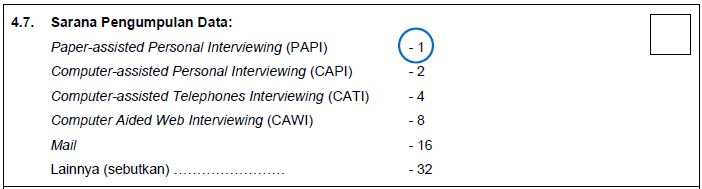 4.7. Sarana Pengumpulan Data:
Paper-assisted Personal Interviewing (PAPI) - 1
Computer-assisted Personal Interviewing (CAPI) - 2
Computer-assisted Telephones Interviewing (CATI) - 4
Computer Aided Web Interviewing (CAWI) - 8
Mail - 16
Lainnya (sebutkan) …………………… - 32